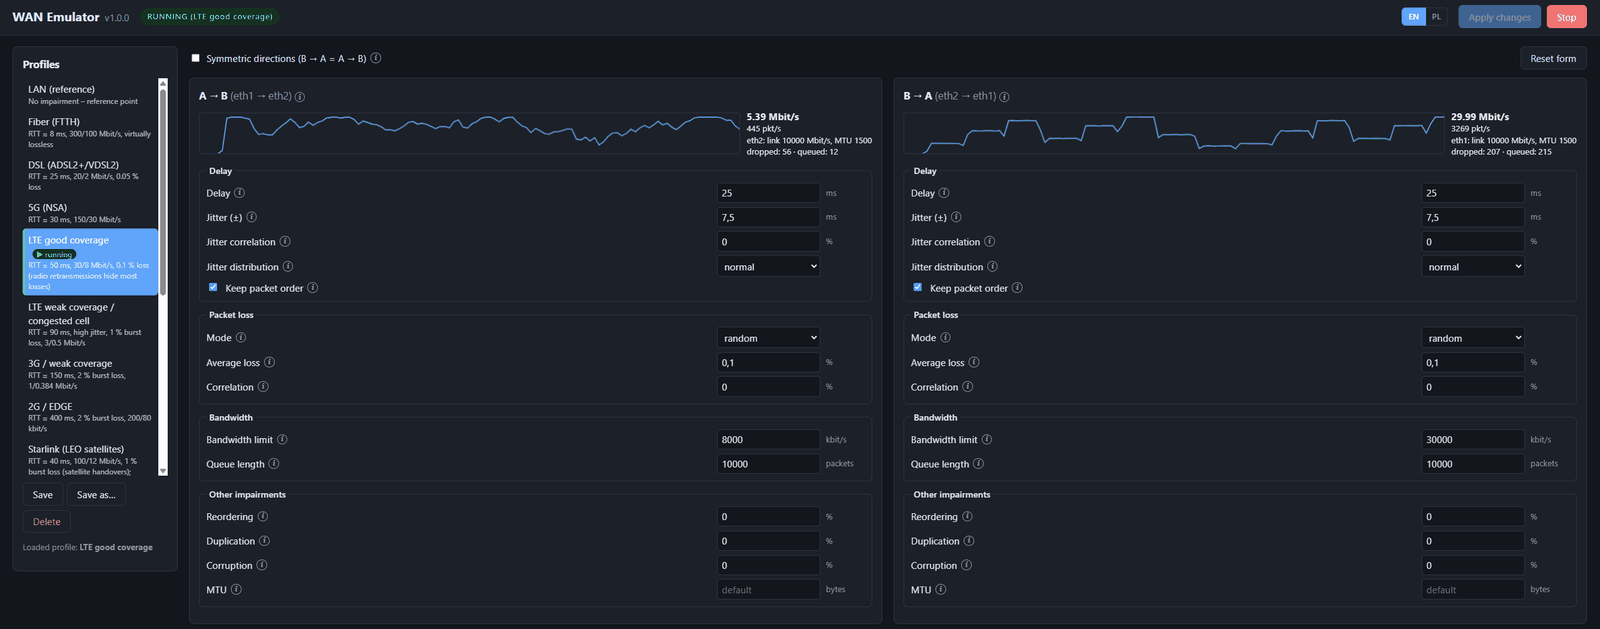 WAN Emulator v1.0.0 RUNNING (LTE good coverage) EN PL Apply changes Stop
Profiles
LAN (reference)
No impairment – reference point
Fiber (FTTH)
RTT ≈ 8 ms, 300/100 Mbit/s, virtually
lossless
DSL (ADSL2+/VDSL2)
RTT ≈ 25 ms, 20/2 Mbit/s, 0.05 %
loss
5G (NSA)
RTT ≈ 30 ms, 150/30 Mbit/s
LTE good coverage
▶ running
RTT ≈ 50 ms, 30/8 Mbit/s, 0.1 % loss
(radio retransmissions hide most
losses)
LTE weak coverage /
congested cell
RTT ≈ 90 ms, high jitter, 1 % burst
loss, 3/0.5 Mbit/s
3G / weak coverage
RTT ≈ 150 ms, 2 % burst loss,
1/0.384 Mbit/s
2G / EDGE
RTT ≈ 400 ms, 2 % burst loss, 200/80
kbit/s
Starlink (LEO satellites)
RTT ≈ 40 ms, 100/12 Mbit/s, 1 %
burst loss (satellite handovers);
Save Save as...
Delete
Loaded profile: LTE good coverage
Symmetric directions (B → A = A → B) i Reset form
A → B (eth1 → eth2) i
5.39 Mbit/s
445 pkt/s
eth2: link 10000 Mbit/s, MTU 1500
dropped: 56 · queued: 12
Delay
Delay i 25 ms
Jitter (±) i 7,5 ms
Jitter correlation i 0 %
Jitter distribution i normal
Keep packet order i
Packet loss
Mode i random
Average loss i 0,1 %
Correlation i 0 %
Bandwidth
Bandwidth limit i 8000 kbit/s
Queue length i 10000 packets
Other impairments
Reordering i 0 %
Duplication i 0 %
Corruption i 0 %
MTU i default bytes
B → A (eth2 → eth1) i
29.99 Mbit/s
3269 pkt/s
eth1: link 10000 Mbit/s, MTU 1500
dropped: 207 · queued: 215
Delay
Delay i 25 ms
Jitter (±) i 7,5 ms
Jitter correlation i 0 %
Jitter distribution i normal
Keep packet order i
Packet loss
Mode i random
Average loss i 0,1 %
Correlation i 0 %
Bandwidth
Bandwidth limit i 30000 kbit/s
Queue length i 10000 packets
Other impairments
Reordering i 0 %
Duplication i 0 %
Corruption i 0 %
MTU i default bytes